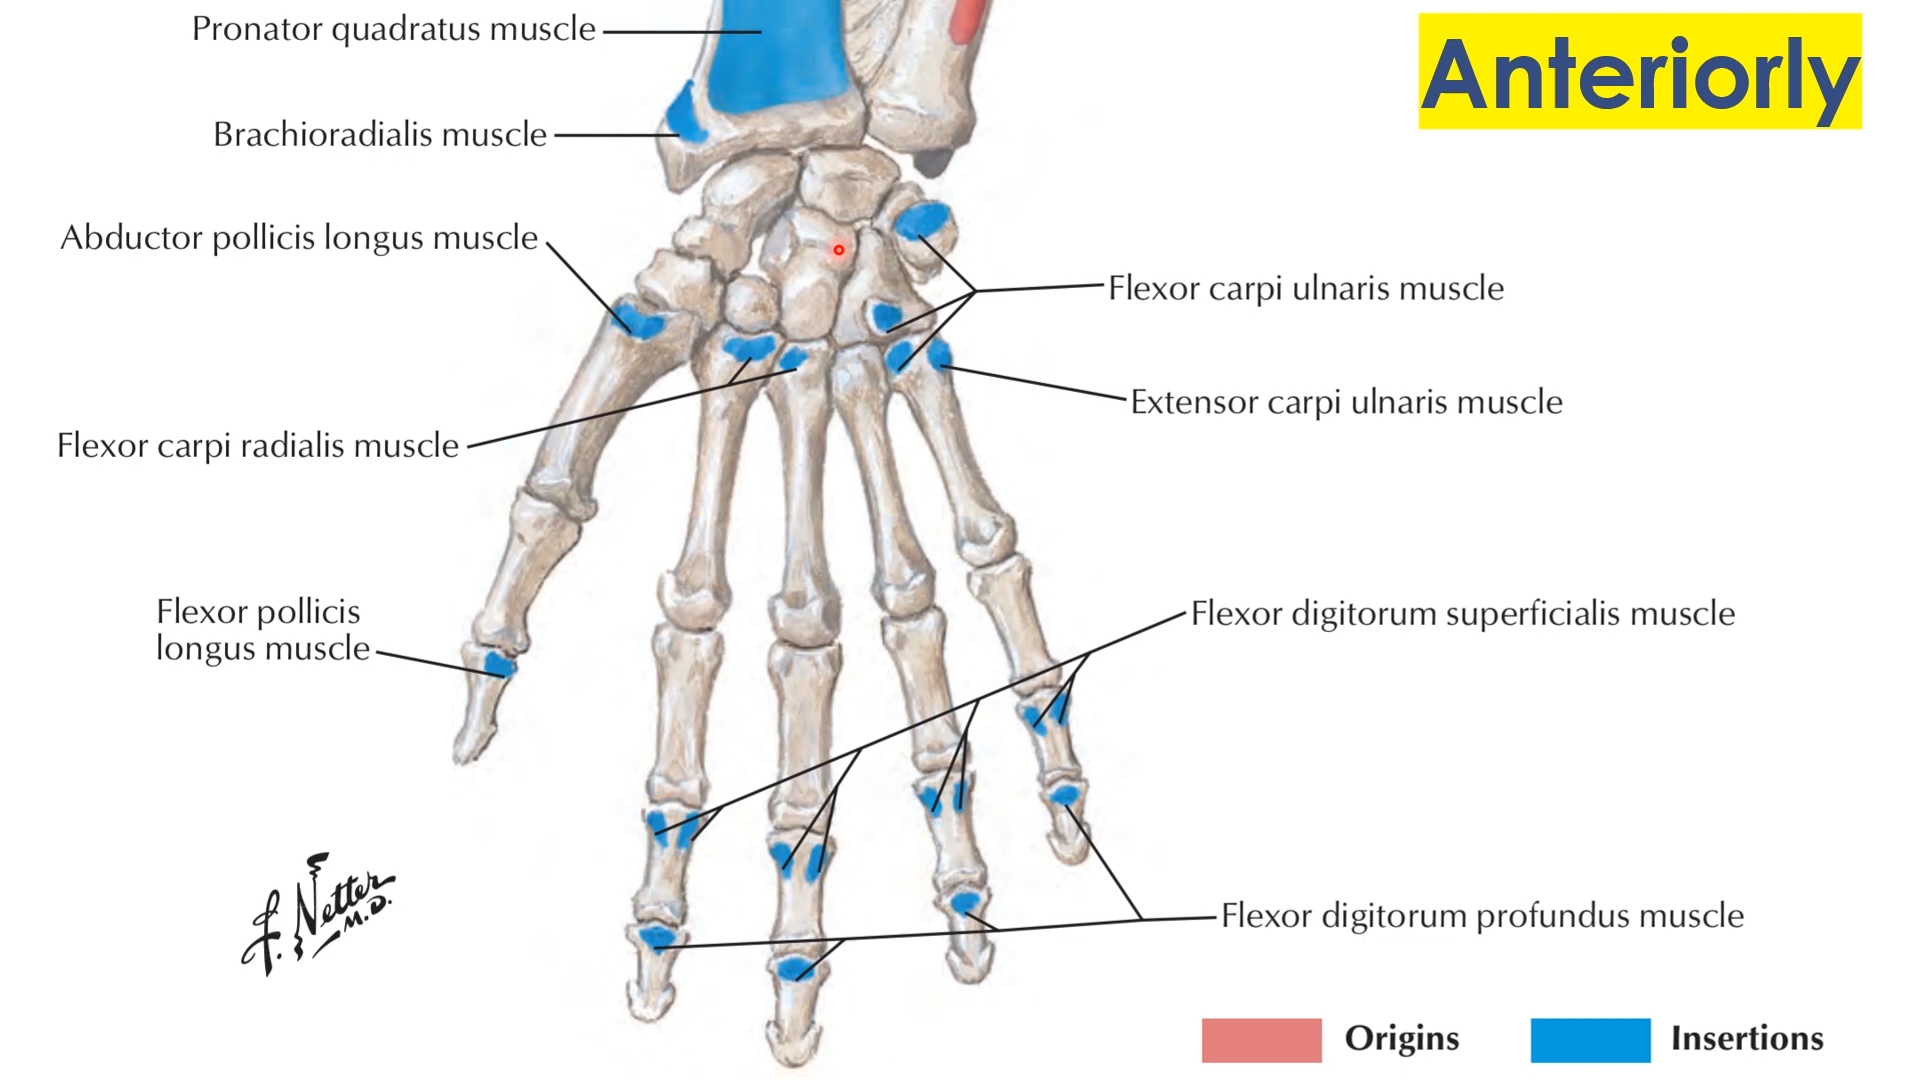 Pronator quadratus muscle
Anteriorly
Brachioradialis muscle
Abductor pollicis longus muscle
Flexor carpi ulnaris muscle
Extensor carpi ulnaris muscle
Flexor carpi radialis muscle
Flexor pollicis
longus muscle
Flexor digitorum superficialis muscle
Flexor digitorum profundus muscle
f. Netter
M.D.
Origins
Insertions